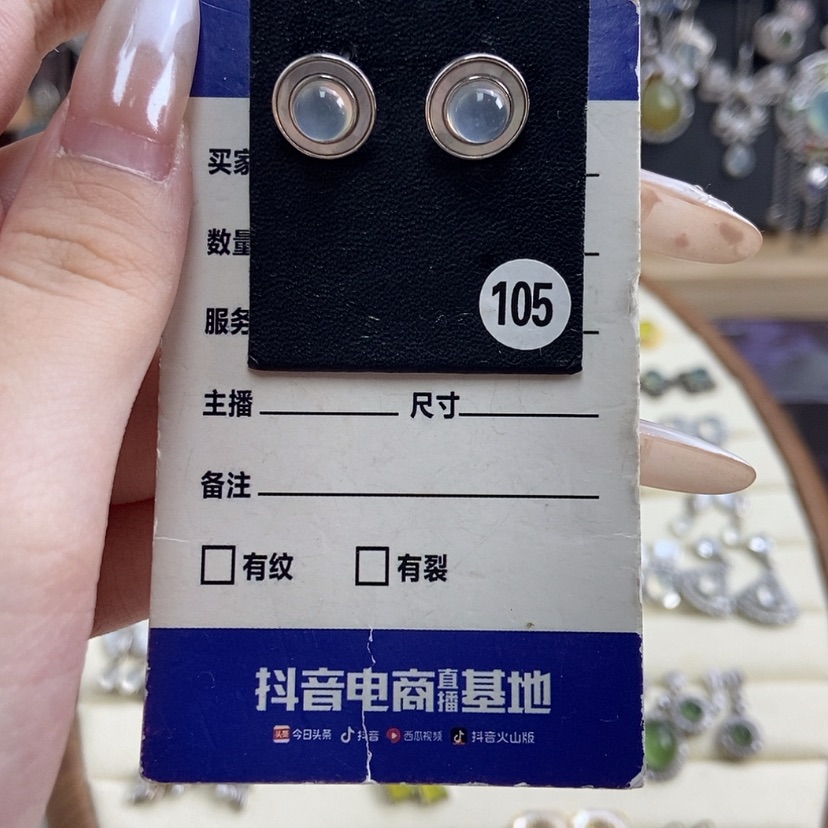 买家
数量
105
服务
主播 尺寸
备注
有纹 有裂
抖音电商直播基地
头条 今日头条 抖音 西瓜视频 抖音火山版